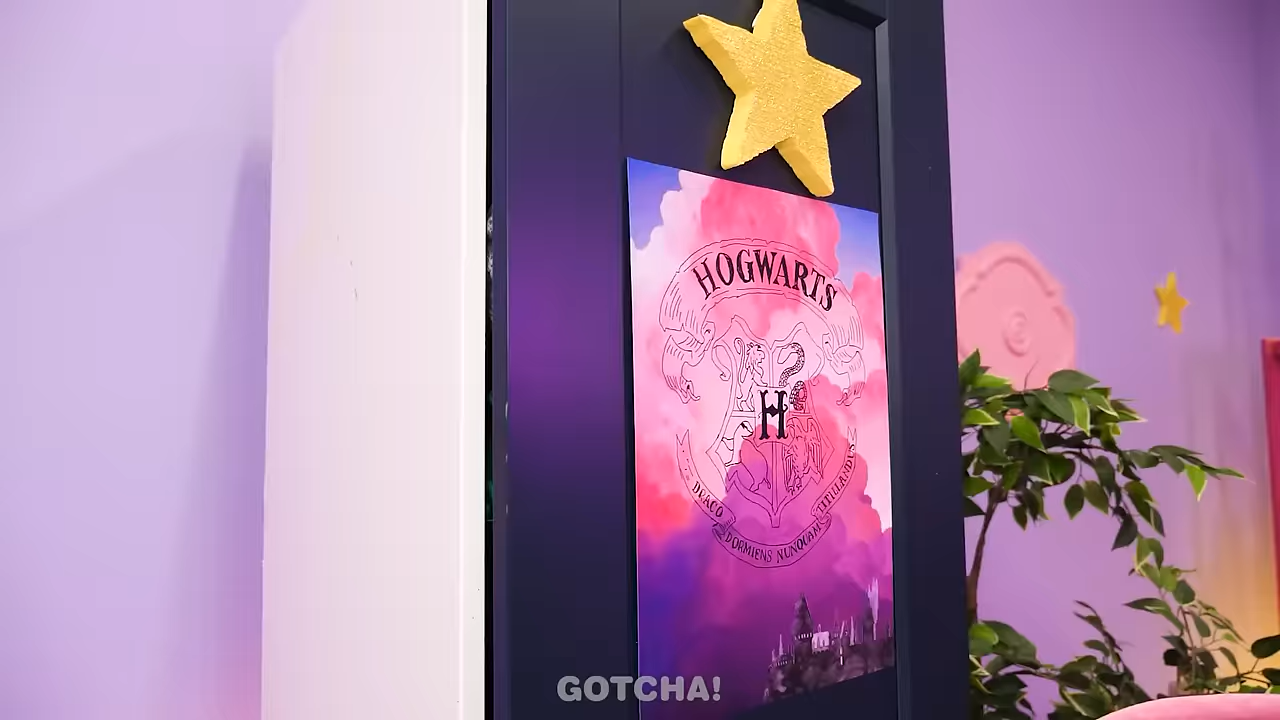 HOGWARTS
H
DRACO
DORMIENS NUNQUAM
TITILLANDUS
GOTCHA!